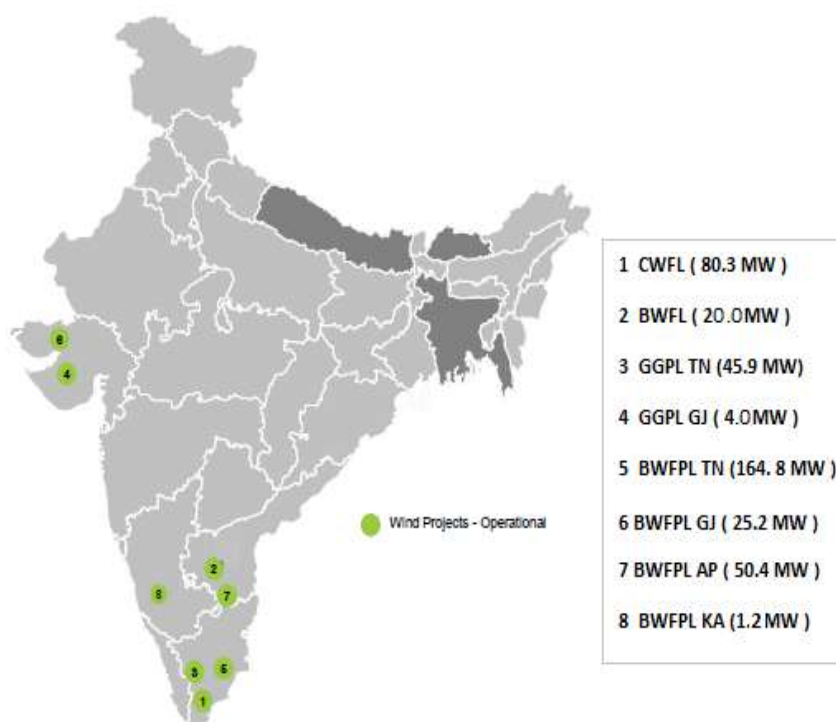 1 CWFL ( 80.3 MW )
2 BWFL ( 20.0MW )
3 GGPL TN (45.9 MW)
4 GGPL GJ ( 4.0MW )
5 BWFPL TN (164. 8 MW )
6 BWFPL GJ ( 25.2 MW )
7 BWFPL AP ( 50.4 MW )
8 BWFPL KA (1.2 MW )
Wind Projects - Operational
6
4
2
8
7
3
5
1